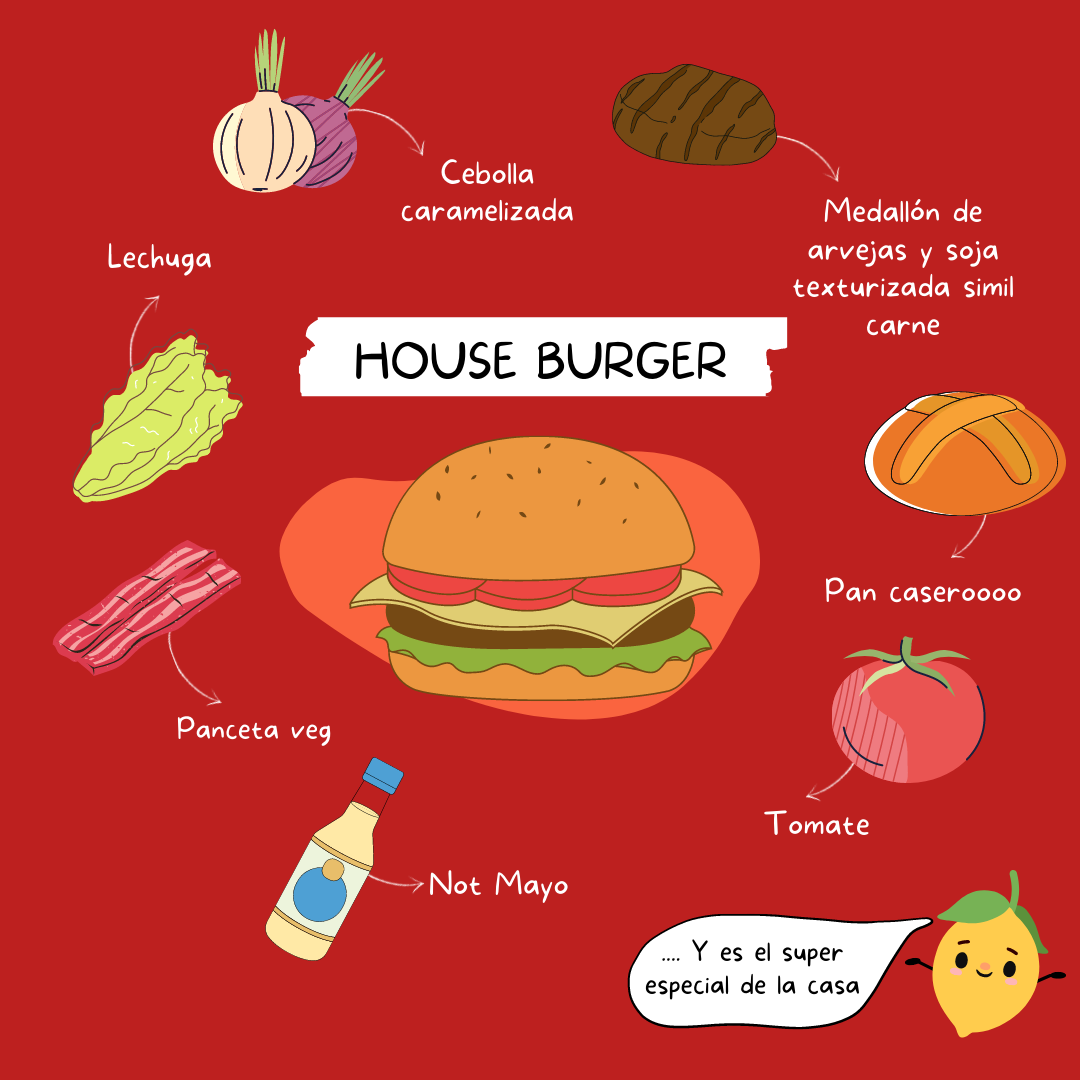 Cebolla
caramelizada
Medallón de
arvejas y soja
texturizada simil
carne
Lechuga
HOUSE BURGER
Pan caseroooo
Panceta veg
Tomate
Not Mayo
.... Y es el super
especial de la casa